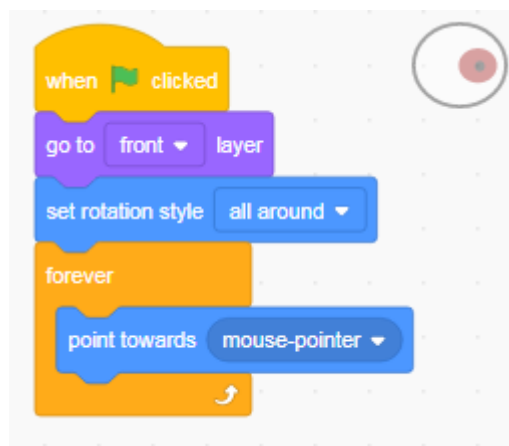 when clicked
go to front layer
set rotation style all around
forever
point towards mouse-pointer